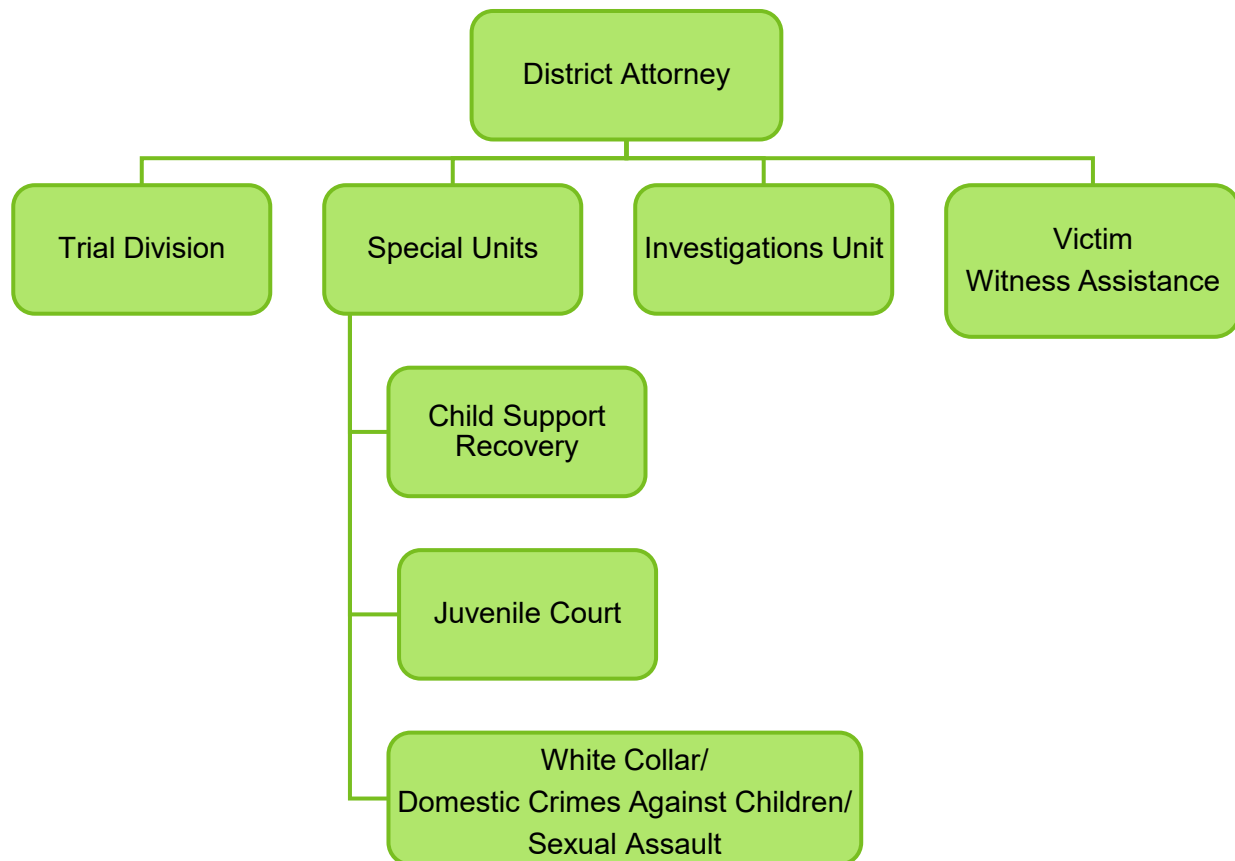 District Attorney
Trial Division
Special Units
Investigations Unit
Victim
Witness Assistance
Child Support
Recovery
Juvenile Court
White Collar/
Domestic Crimes Against Children/
Sexual Assault